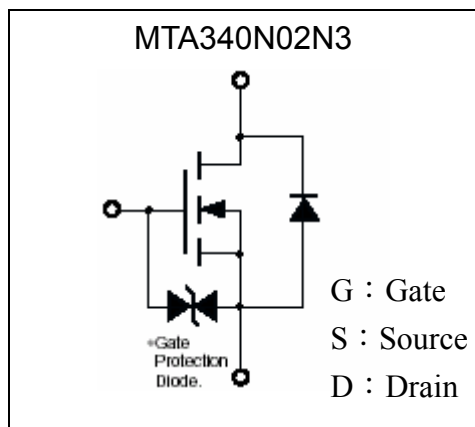 MTA340N02N3
*Gate
Protection
Diode.
G：Gate
S：Source
D：Drain